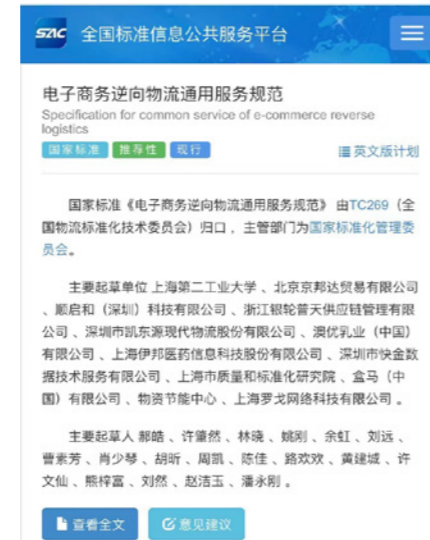 SAC 全国标准信息公共服务平台
电子商务逆向物流通用服务规范
Specification for common service of e-commerce reverse
logistics
国家标准 推荐性 现行 英文版计划
国家标准《电子商务逆向物流通用服务规范》 由TC269（全
国物流标准化技术委员会）归口 ，主管部门为国家标准化管理委
员会。
主要起草单位 上海第二工业大学 、北京京邦达贸易有限公司
、顺启和（深圳）科技有限公司 、浙江银轮普天供应链管理有限
公司 、深圳市凯东源现代物流股份有限公司 、澳优乳业（中国）
有限公司 、上海伊邦医药信息科技股份有限公司 、深圳市快金数
据技术服务有限公司 、上海市质量和标准化研究院 、盒马（中
国）有限公司 、物资节能中心 、上海罗戈网络科技有限公司 。
主要起草人 郝皓 、许肇然 、林晓 、姚刚 、余虹 、刘远 、
曹素芳 、肖少琴 、胡昕 、周凯 、陈佳 、路欢欢 、黄建城 、许
文仙 、熊梓富 、刘然 、赵洁玉 、潘永刚 。
查看全文 意见建议